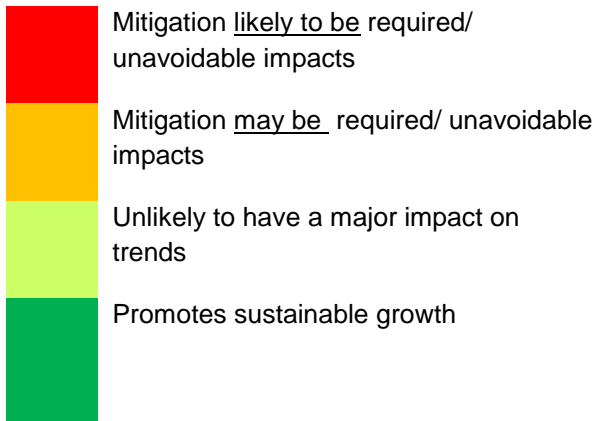 Mitigation likely to be required/
unavoidable impacts
Mitigation may be required/ unavoidable
impacts
Unlikely to have a major impact on
trends
Promotes sustainable growth